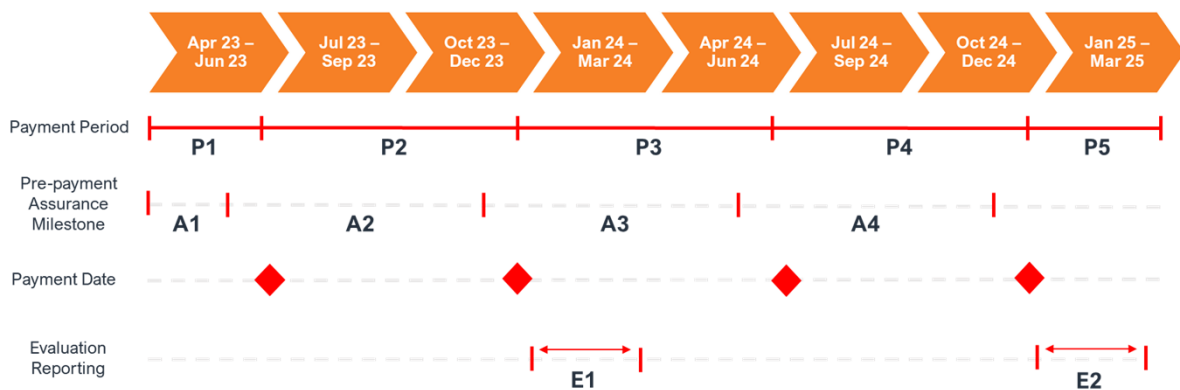 Apr 23 –
Jun 23
Jul 23 –
Sep 23
Oct 23 –
Dec 23
Jan 24 –
Mar 24
Apr 24 –
Jun 24
Jul 24 –
Sep 24
Oct 24 –
Dec 24
Jan 25 –
Mar 25
Payment Period
P1
P2
P3
P4
P5
Pre-payment
Assurance
Milestone
A1
A2
A3
A4
Payment Date
Evaluation
Reporting
E1
E2